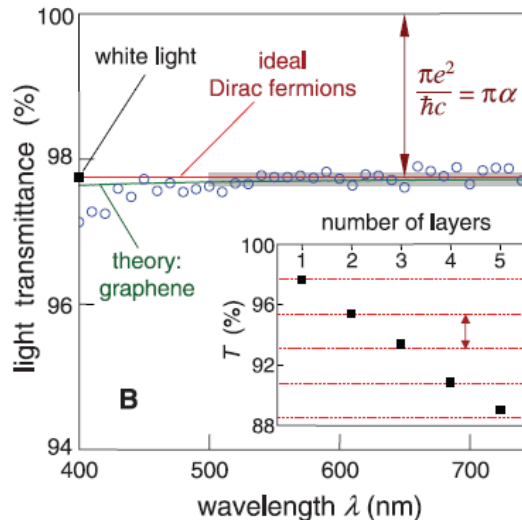 light transmittance (%)
100
98
96
94
white light
ideal
Dirac fermions
πe²/ħc = πα
theory:
graphene
B
number of layers
1 2 3 4 5
T (%)
100
96
92
88
400 500 600 700
wavelength λ (nm)